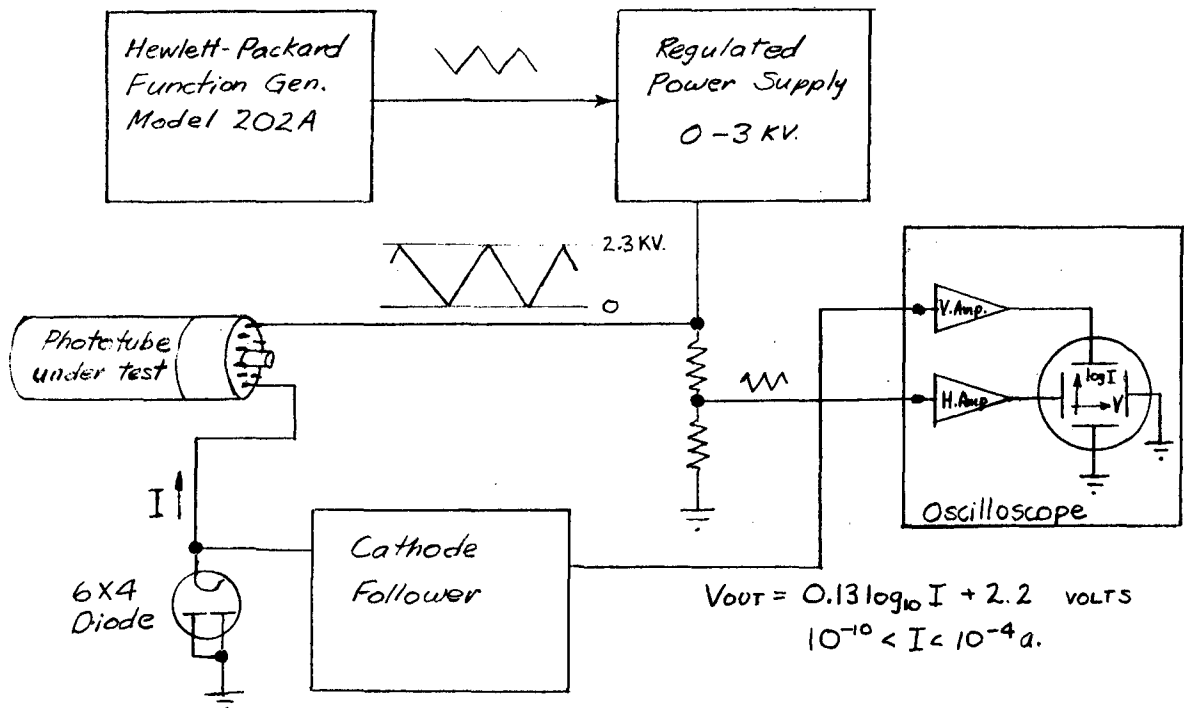 Hewlett-Packard
Function Gen.
Model 202A
Regulated
Power Supply
0-3 KV.
2.3 KV.
0
Phototube
under test
V. Amp.
H. Amp
log I
V
Oscilloscope
I
6X4
Diode
Cathode
Follower
VOUT = 0.13 log₁₀ I + 2.2 VOLTS
10⁻¹⁰ < I < 10⁻⁴ a.